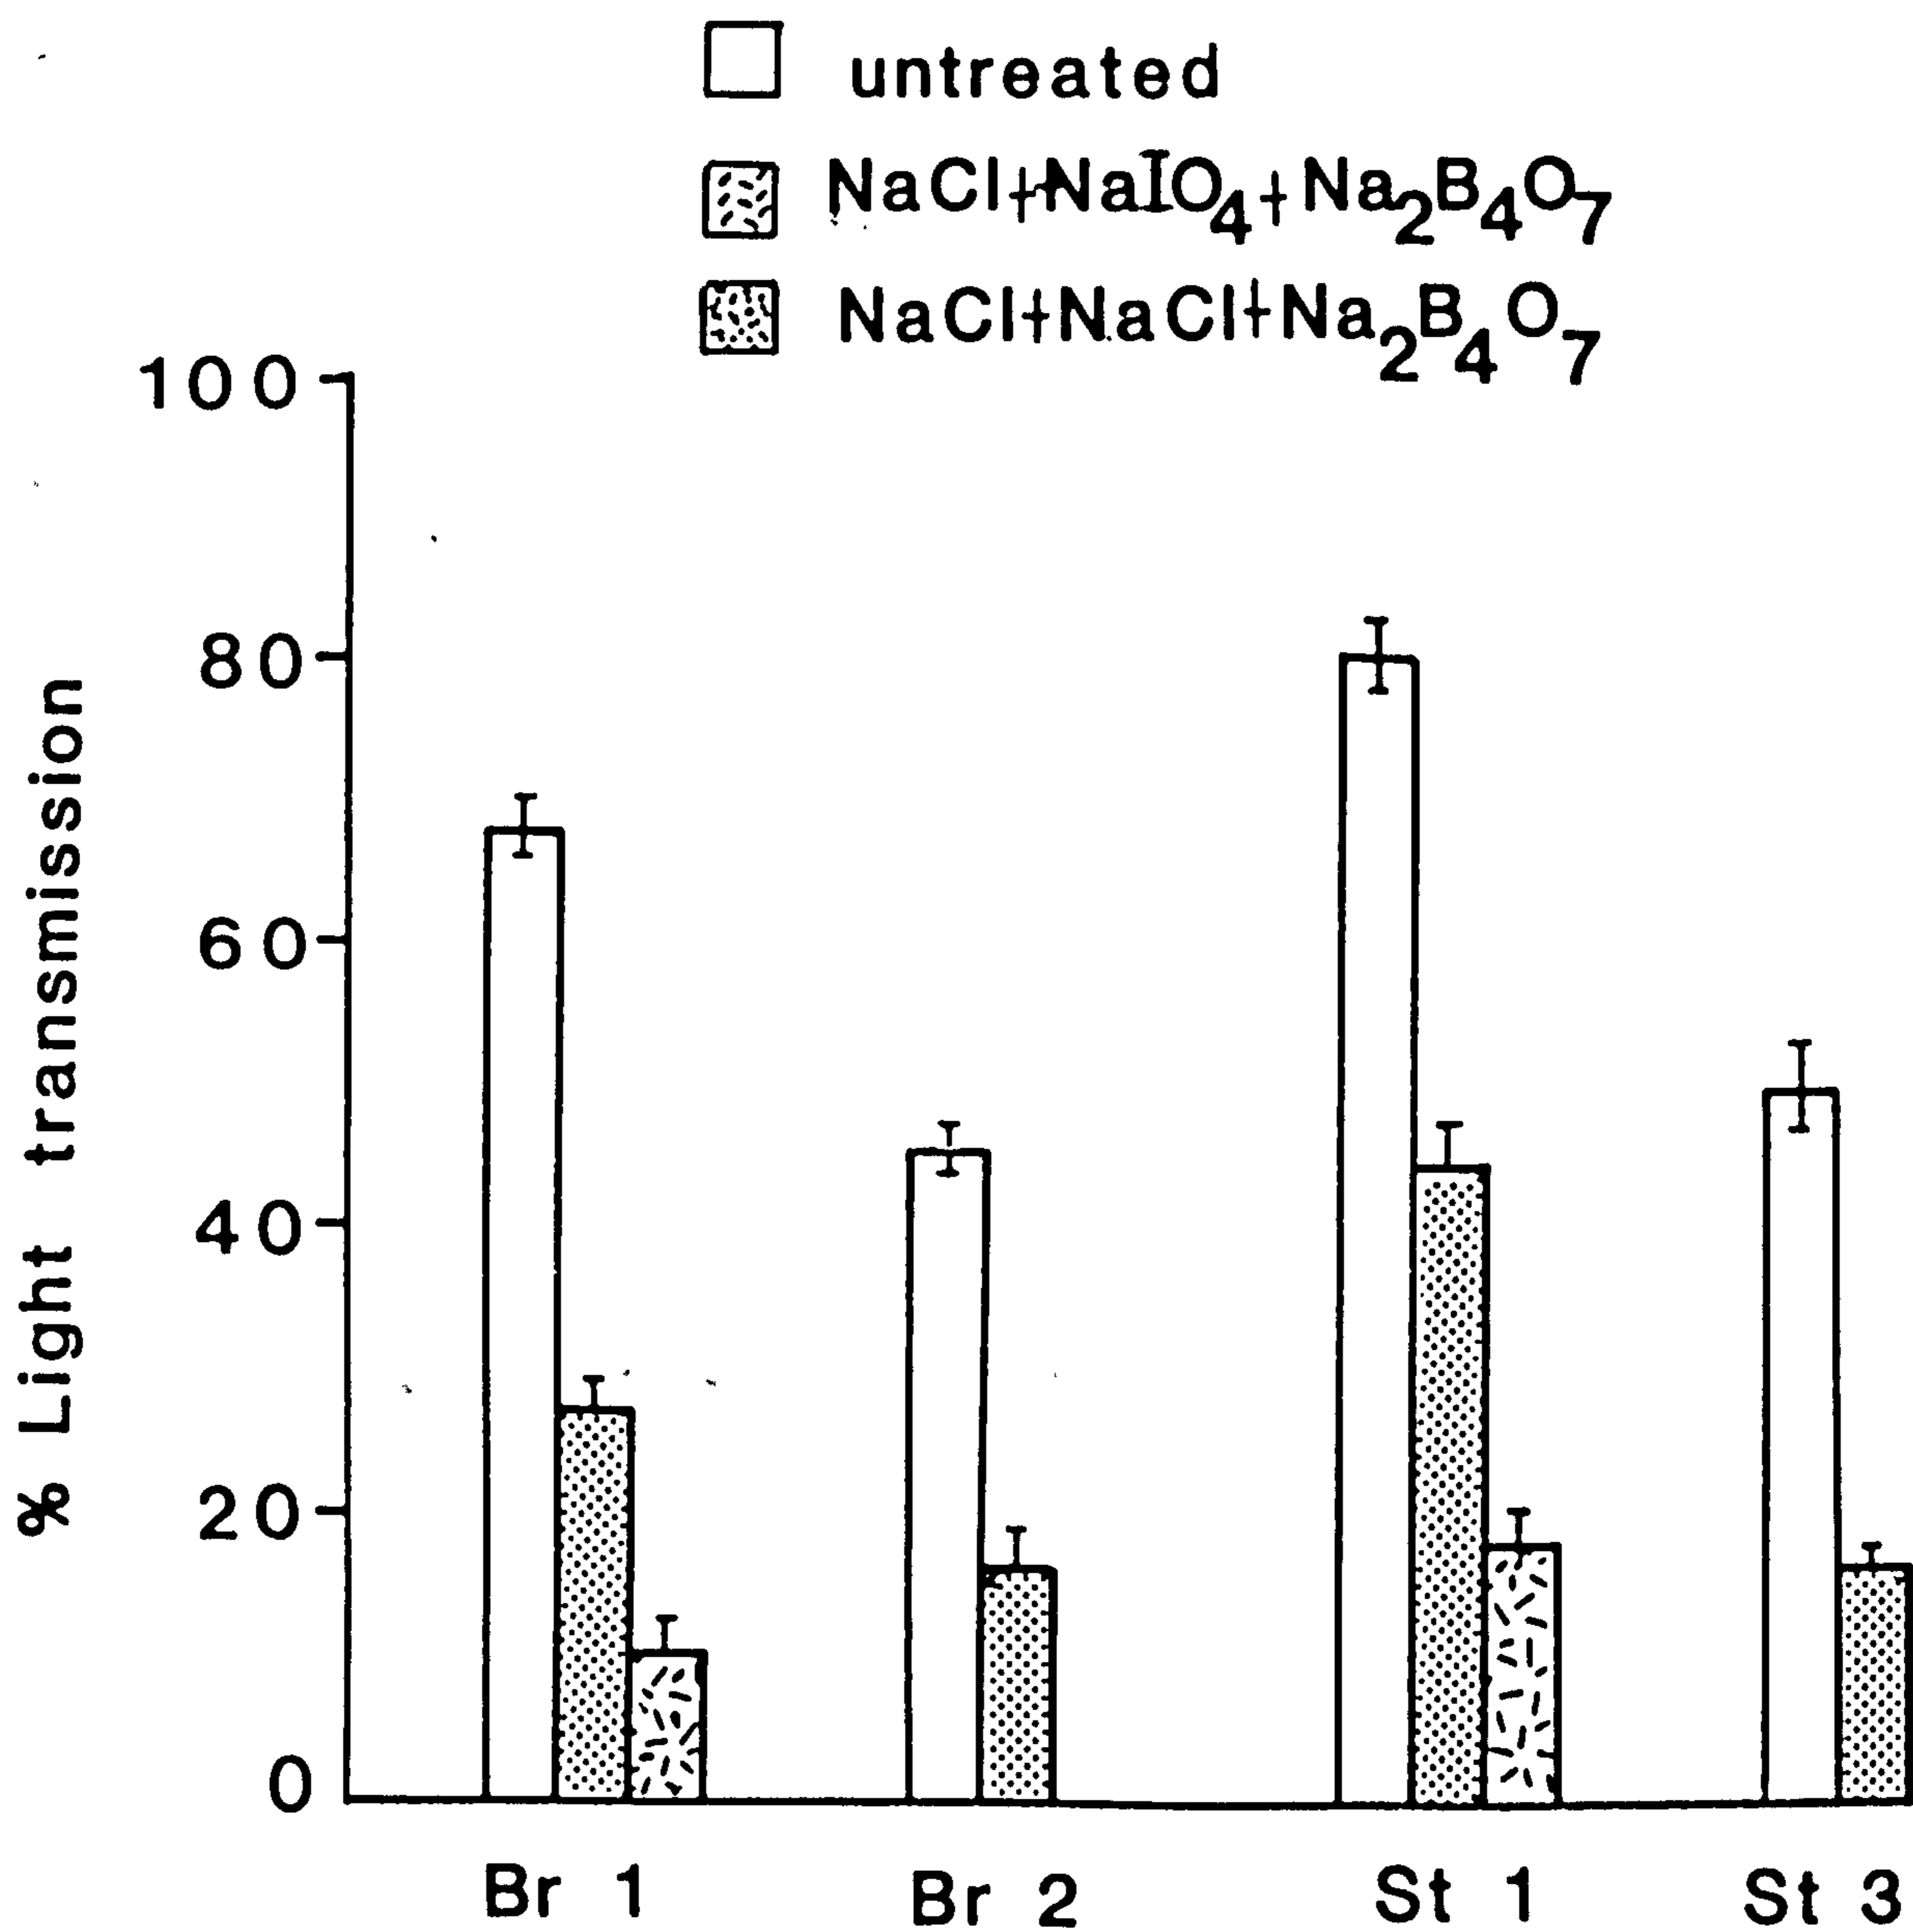 untreated
NaCl+NaIO4+Na2B4O7
NaCl+NaCl+Na2B4O7
100
80
60
40
20
0
% Light transmission
Br 1
Br 2
St 1
St 3